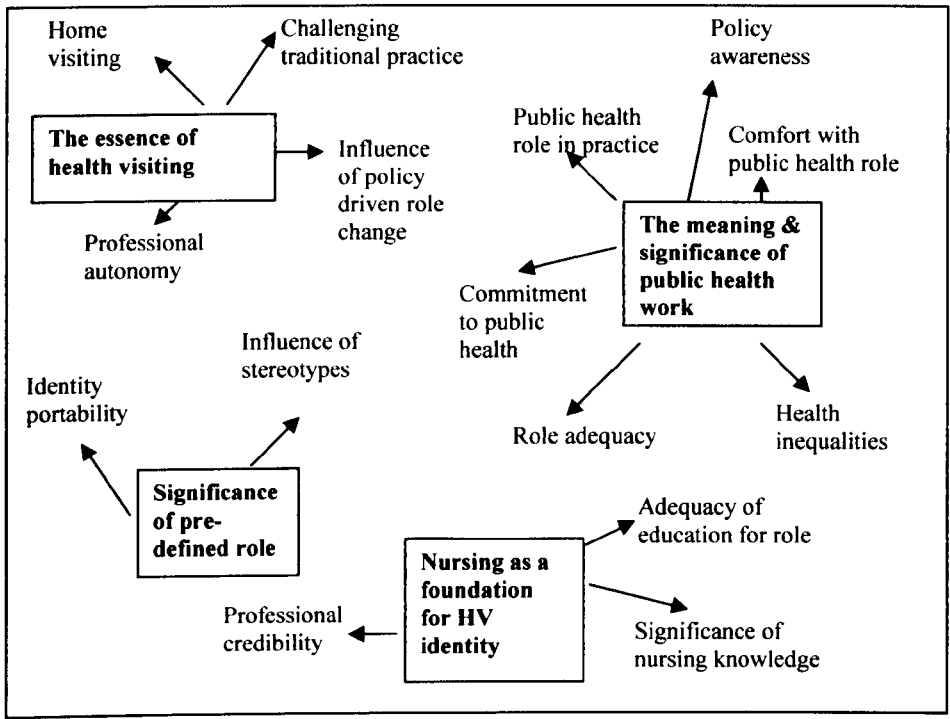 Home
visiting
Challenging
traditional practice
The essence of
health visiting
Influence
of policy
driven role
change
Professional
autonomy
Policy
awareness
Public health
role in practice
Comfort with
public health role
The meaning &
significance of
public health
work
Commitment
to public
health
Role adequacy
Health
inequalities
Influence of
stereotypes
Identity
portability
Significance
of pre-
defined role
Nursing as a
foundation
for HV
identity
Adequacy of
education for role
Professional
credibility
Significance of
nursing knowledge